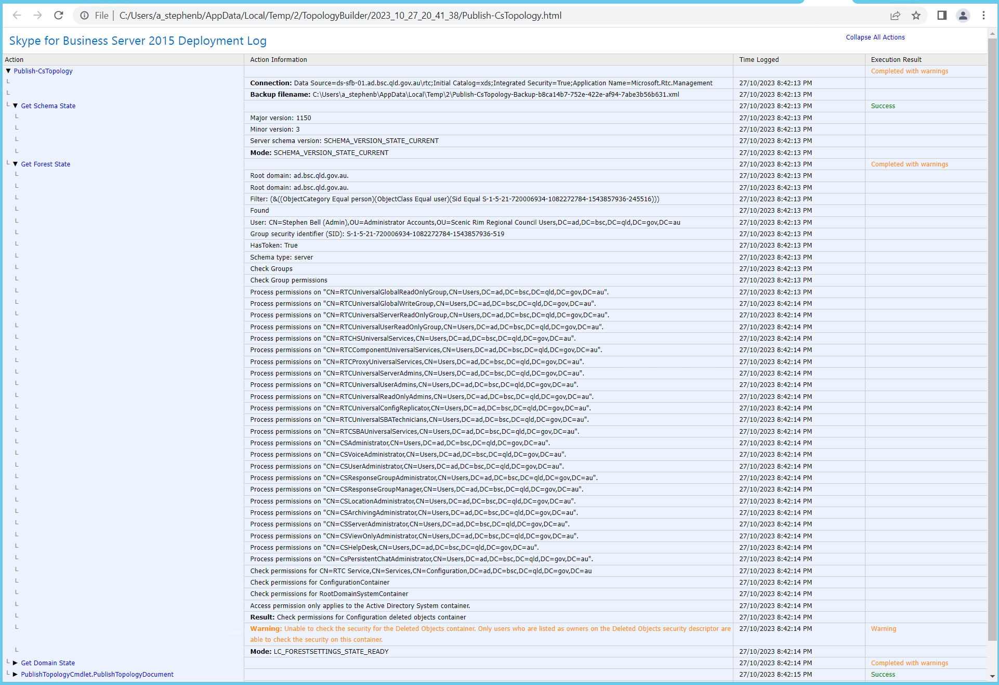 File | C:/Users/a_stephenb/AppData/Local/Temp/2/TopologyBuilder/2023_10_27_20_41_38/Publish-CsTopology.html
Skype for Business Server 2015 Deployment Log
Collapse All Actions
Action Action Information Time Logged Execution Result
Publish-CsTopology Completed with warnings
Connection: Data Source=ds-sfb-01.ad.bsc.qld.gov.au\rtc;Initial Catalog=xds;Integrated Security=True;Application Name=Microsoft.Rtc.Management 27/10/2023 8:42:13 PM
Backup filename: C:\Users\a_stephenb\AppData\Local\Temp\2\Publish-CsTopology-Backup-b8ca14b7-752e-422e-af94-7abe3b56b631.xml 27/10/2023 8:42:13 PM
Get Schema State 27/10/2023 8:42:13 PM Success
Major version: 1150 27/10/2023 8:42:13 PM
Minor version: 3 27/10/2023 8:42:13 PM
Server schema version: SCHEMA_VERSION_STATE_CURRENT 27/10/2023 8:42:13 PM
Mode: SCHEMA_VERSION_STATE_CURRENT 27/10/2023 8:42:13 PM
Get Forest State 27/10/2023 8:42:13 PM Completed with warnings
Root domain: ad.bsc.qld.gov.au. 27/10/2023 8:42:13 PM
Root domain: ad.bsc.qld.gov.au. 27/10/2023 8:42:13 PM
Filter: (&((ObjectCategory Equal person)(ObjectClass Equal user)(Sid Equal S-1-5-21-720006934-1082272784-1543857936-245516))) 27/10/2023 8:42:13 PM
Found 27/10/2023 8:42:13 PM
User: CN=Stephen Bell (Admin),OU=Administrator Accounts,OU=Scenic Rim Regional Council Users,DC=ad,DC=bsc,DC=qld,DC=gov,DC=au 27/10/2023 8:42:13 PM
Group security identifier (SID): S-1-5-21-720006934-1082272784-1543857936-519 27/10/2023 8:42:13 PM
HasToken: True 27/10/2023 8:42:13 PM
Schema type: server 27/10/2023 8:42:13 PM
Check Groups 27/10/2023 8:42:13 PM
Check Group permissions 27/10/2023 8:42:13 PM
Process permissions on "CN=RTCUniversalGlobalReadOnlyGroup,CN=Users,DC=ad,DC=bsc,DC=qld,DC=gov,DC=au". 27/10/2023 8:42:13 PM
Process permissions on "CN=RTCUniversalGlobalWriteGroup,CN=Users,DC=ad,DC=bsc,DC=qld,DC=gov,DC=au". 27/10/2023 8:42:14 PM
Process permissions on "CN=RTCUniversalServerReadOnlyGroup,CN=Users,DC=ad,DC=bsc,DC=qld,DC=gov,DC=au". 27/10/2023 8:42:14 PM
Process permissions on "CN=RTCUniversalUserReadOnlyGroup,CN=Users,DC=ad,DC=bsc,DC=qld,DC=gov,DC=au". 27/10/2023 8:42:14 PM
Process permissions on "CN=RTCHSUniversalServices,CN=Users,DC=ad,DC=bsc,DC=qld,DC=gov,DC=au". 27/10/2023 8:42:14 PM
Process permissions on "CN=RTCComponentUniversalServices,CN=Users,DC=ad,DC=bsc,DC=qld,DC=gov,DC=au". 27/10/2023 8:42:14 PM
Process permissions on "CN=RTCProxyUniversalServices,CN=Users,DC=ad,DC=bsc,DC=qld,DC=gov,DC=au". 27/10/2023 8:42:14 PM
Process permissions on "CN=RTCUniversalServerAdmins,CN=Users,DC=ad,DC=bsc,DC=qld,DC=gov,DC=au". 27/10/2023 8:42:14 PM
Process permissions on "CN=RTCUniversalUserAdmins,CN=Users,DC=ad,DC=bsc,DC=qld,DC=gov,DC=au". 27/10/2023 8:42:14 PM
Process permissions on "CN=RTCUniversalReadOnlyAdmins,CN=Users,DC=ad,DC=bsc,DC=qld,DC=gov,DC=au". 27/10/2023 8:42:14 PM
Process permissions on "CN=RTCUniversalConfigReplicator,CN=Users,DC=ad,DC=bsc,DC=qld,DC=gov,DC=au". 27/10/2023 8:42:14 PM
Process permissions on "CN=RTCUniversalSBATechnicians,CN=Users,DC=ad,DC=bsc,DC=qld,DC=gov,DC=au". 27/10/2023 8:42:14 PM
Process permissions on "CN=RTCSBAUniversalServices,CN=Users,DC=ad,DC=bsc,DC=qld,DC=gov,DC=au". 27/10/2023 8:42:14 PM
Process permissions on "CN=CSAdministrator,CN=Users,DC=ad,DC=bsc,DC=qld,DC=gov,DC=au". 27/10/2023 8:42:14 PM
Process permissions on "CN=CSVoiceAdministrator,CN=Users,DC=ad,DC=bsc,DC=qld,DC=gov,DC=au". 27/10/2023 8:42:14 PM
Process permissions on "CN=CSUserAdministrator,CN=Users,DC=ad,DC=bsc,DC=qld,DC=gov,DC=au". 27/10/2023 8:42:14 PM
Process permissions on "CN=CSResponseGroupAdministrator,CN=Users,DC=ad,DC=bsc,DC=qld,DC=gov,DC=au". 27/10/2023 8:42:14 PM
Process permissions on "CN=CSResponseGroupManager,CN=Users,DC=ad,DC=bsc,DC=qld,DC=gov,DC=au". 27/10/2023 8:42:14 PM
Process permissions on "CN=CSLocationAdministrator,CN=Users,DC=ad,DC=bsc,DC=qld,DC=gov,DC=au". 27/10/2023 8:42:14 PM
Process permissions on "CN=CSArchivingAdministrator,CN=Users,DC=ad,DC=bsc,DC=qld,DC=gov,DC=au". 27/10/2023 8:42:14 PM
Process permissions on "CN=CSServerAdministrator,CN=Users,DC=ad,DC=bsc,DC=qld,DC=gov,DC=au". 27/10/2023 8:42:14 PM
Process permissions on "CN=CSViewOnlyAdministrator,CN=Users,DC=ad,DC=bsc,DC=qld,DC=gov,DC=au". 27/10/2023 8:42:14 PM
Process permissions on "CN=CSHelpDesk,CN=Users,DC=ad,DC=bsc,DC=qld,DC=gov,DC=au". 27/10/2023 8:42:14 PM
Process permissions on "CN=CsPersistentChatAdministrator,CN=Users,DC=ad,DC=bsc,DC=qld,DC=gov,DC=au". 27/10/2023 8:42:14 PM
Check permissions for CN=RTC Service,CN=Services,CN=Configuration,DC=ad,DC=bsc,DC=qld,DC=gov,DC=au 27/10/2023 8:42:14 PM
Check permissions for ConfigurationContainer 27/10/2023 8:42:14 PM
Check permissions for RootDomainSystemContainer 27/10/2023 8:42:14 PM
Access permission only applies to the Active Directory System container. 27/10/2023 8:42:14 PM
Result: Check permissions for Configuration deleted objects container 27/10/2023 8:42:14 PM
Warning: Unable to check the security for the Deleted Objects container. Only users who are listed as owners on the Deleted Objects security descriptor are 27/10/2023 8:42:14 PM Warning
able to check the security on this container.
Mode: LC_FORESTSETTINGS_STATE_READY 27/10/2023 8:42:14 PM
Get Domain State 27/10/2023 8:42:14 PM Completed with warnings
PublishTopologyCmdlet.PublishTopologyDocument 27/10/2023 8:42:15 PM Success